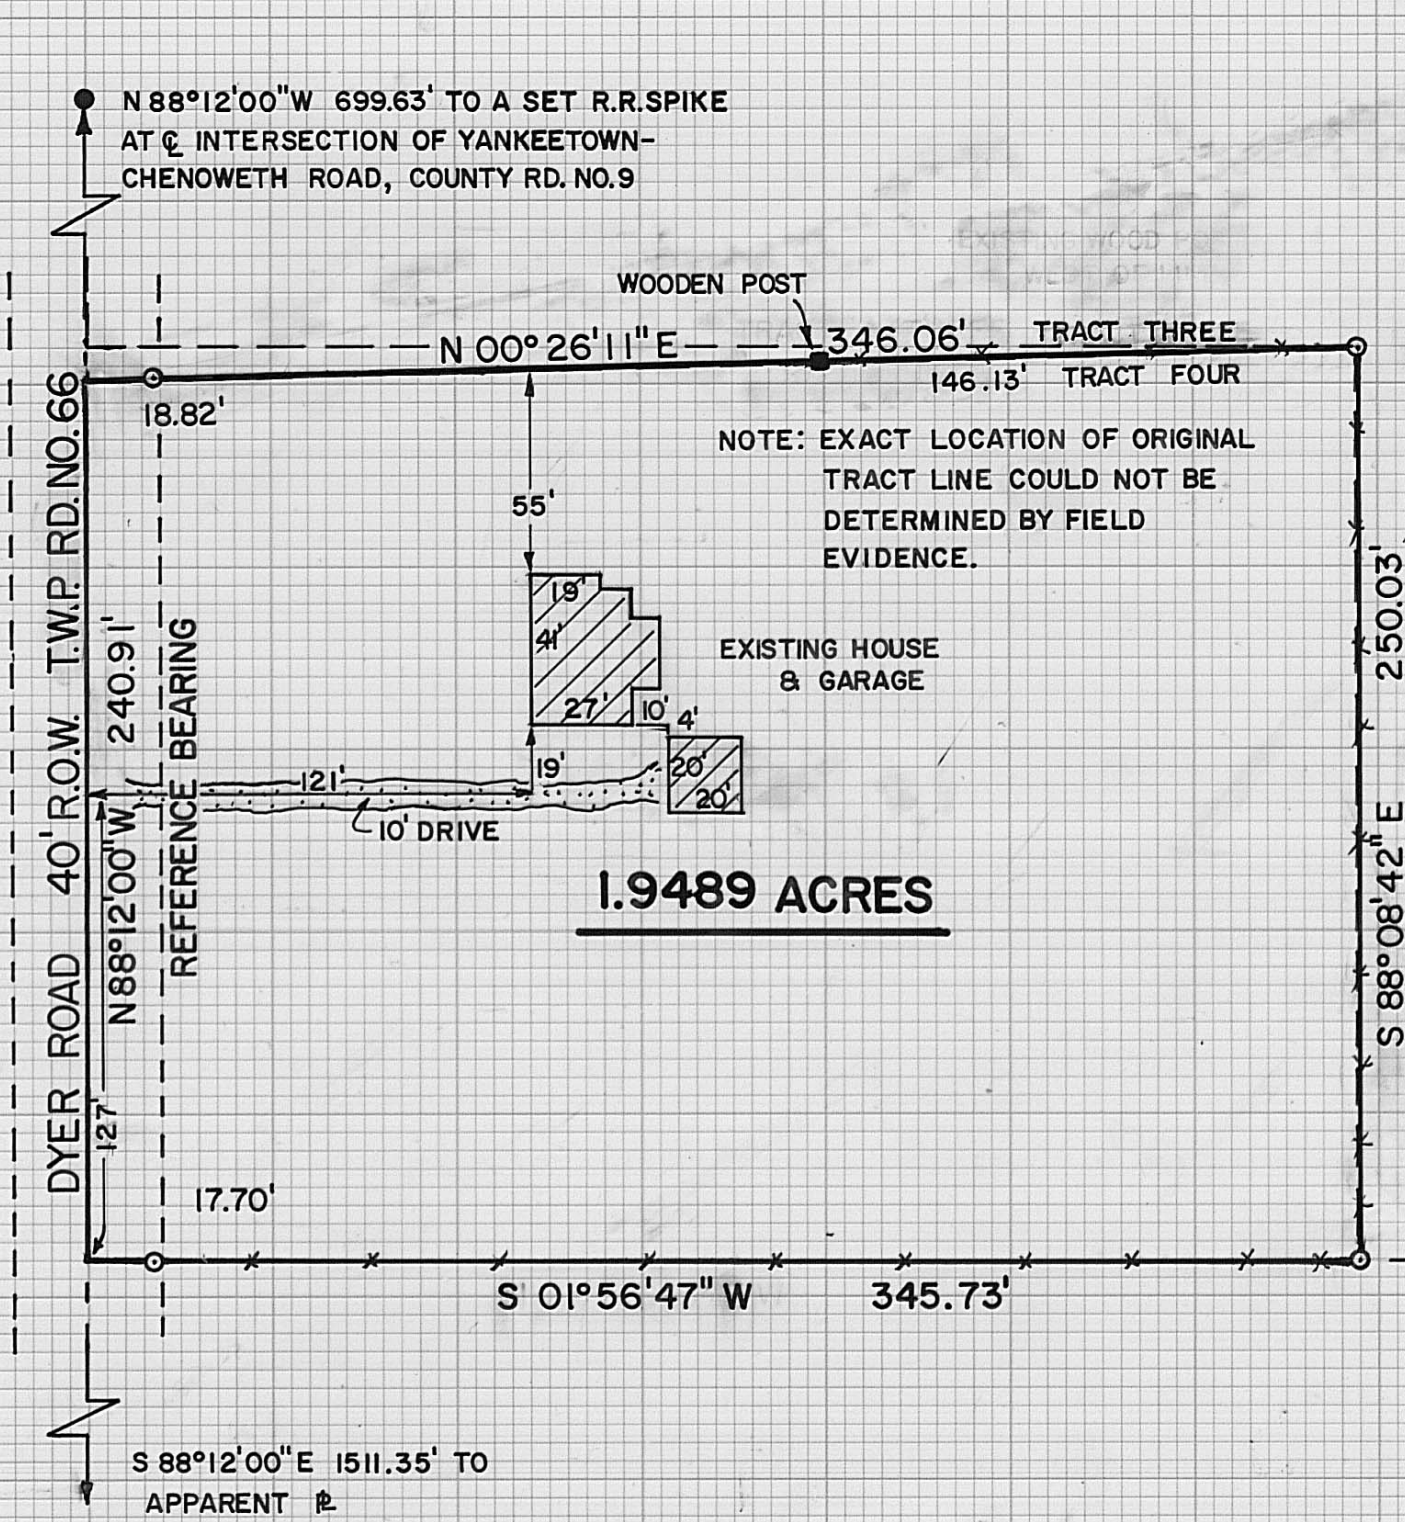 N 88°12'00"W 699.63' TO A SET R.R. SPIKE
AT ℄ INTERSECTION OF YANKEETOWN-
CHENOWETH ROAD, COUNTY RD. NO. 9
WOODEN POST
N 00° 26' 11" E
346.06'
TRACT THREE
146.13' TRACT FOUR
18.82'
NOTE: EXACT LOCATION OF ORIGINAL
TRACT LINE COULD NOT BE
DETERMINED BY FIELD
EVIDENCE.
55'
19'
41'
27'
10'
4'
EXISTING HOUSE
& GARAGE
19'
20'
20'
121'
10' DRIVE
1.9489 ACRES
DYER ROAD 40' R.O.W. T.W.P. RD. NO. 66
N 88°12'00"W 240.91'
REFERENCE BEARING
127'
S 88°08'42" E 250.03'
17.70'
S 01°56'47" W 345.73'
S 88°12'00" E 1511.35' TO
APPARENT ⅊